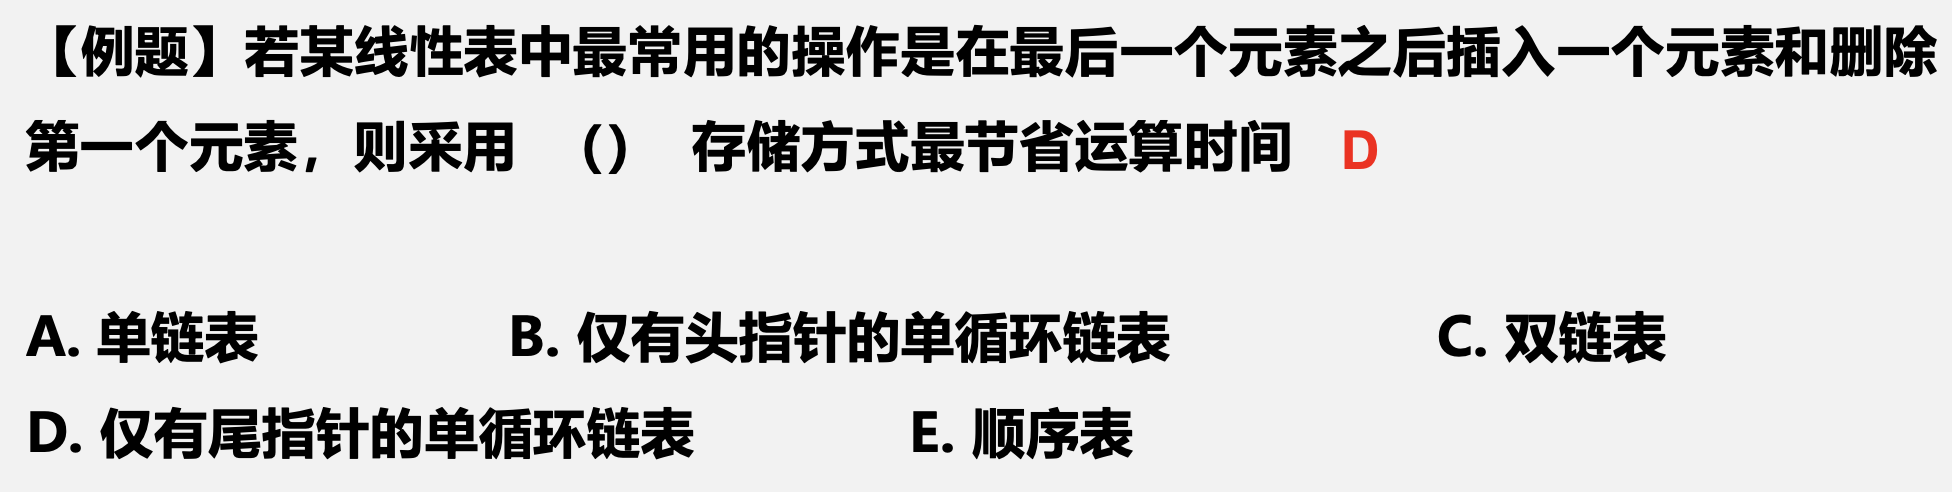 【例题】若某线性表中最常用的操作是在最后一个元素之后插入一个元素和删除
第一个元素，则采用 （） 存储方式最节省运算时间 D
A. 单链表 B. 仅有头指针的单循环链表 C. 双链表
D. 仅有尾指针的单循环链表 E. 顺序表